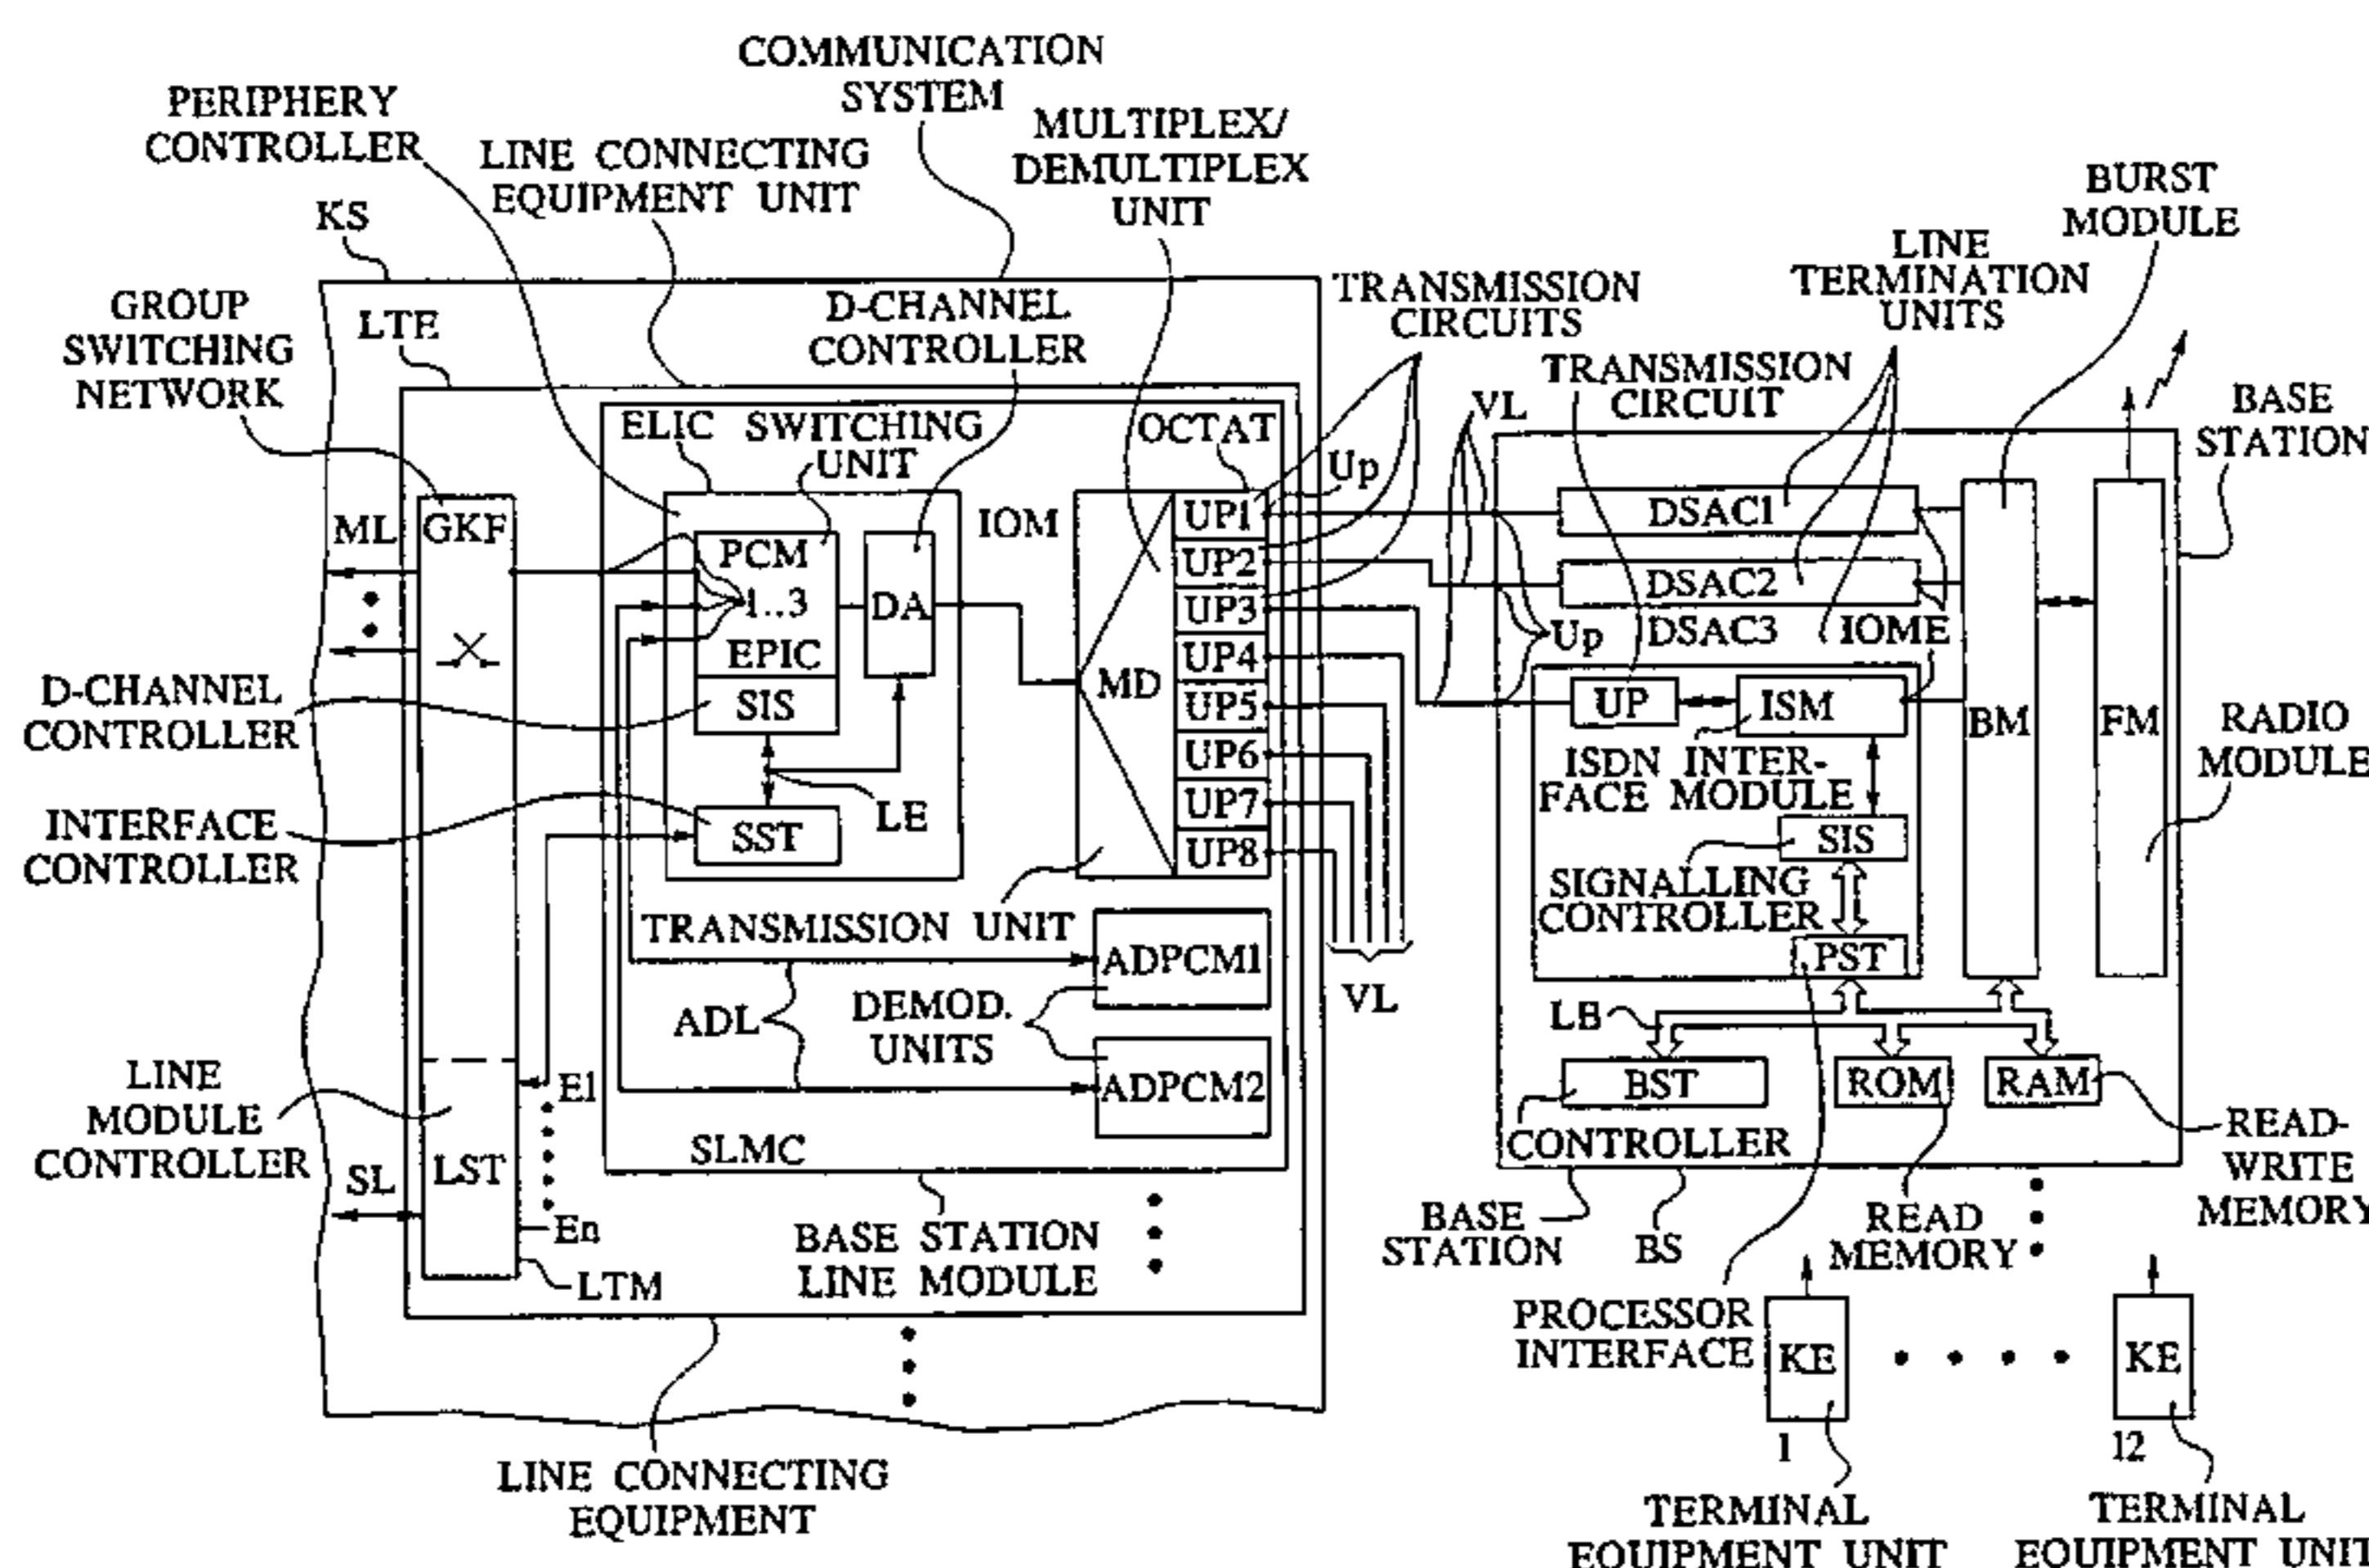 COMMUNICATION
SYSTEM
PERIPHERY
CONTROLLER
LINE CONNECTING
EQUIPMENT UNIT
MULTIPLEX/
DEMULTIPLEX
UNIT
BURST
MODULE
KS
GROUP
SWITCHING
NETWORK
LTE
D-CHANNEL
CONTROLLER
TRANSMISSION
CIRCUITS
LINE
TERMINATION
UNITS
TRANSMISSION
CIRCUIT
VL
BASE
STATION
ELIC
SWITCHING
UNIT
OCTAT
Up
ML
GKF
PCM
1..3
EPIC
SIS
DA
IOM
MD
UP1
UP2
UP3
UP4
UP5
UP6
UP7
UP8
DSAC1
DSAC2
DSAC3
IOME
Up
UP
ISM
BM
FM
RADIO
MODULE
D-CHANNEL
CONTROLLER
ISDN INTER-
FACE MODULE
LE
INTERFACE
CONTROLLER
SST
SIS
SIGNALLING
CONTROLLER
TRANSMISSION UNIT
PST
ADPCM1
ADL
DEMOD.
UNITS
VL
LB
ADPCM2
BST
ROM
RAM
LINE
MODULE
CONTROLLER
E1
LST
SL
En
LTM
SLMC
CONTROLLER
READ-
WRITE
MEMORY
BASE STATION
LINE MODULE
BASE
STATION
BS
READ
MEMORY
PROCESSOR
INTERFACE
KE
KE
1
12
LINE CONNECTING
EQUIPMENT
TERMINAL
EQUIPMENT UNIT
TERMINAL
EQUIPMENT UNIT